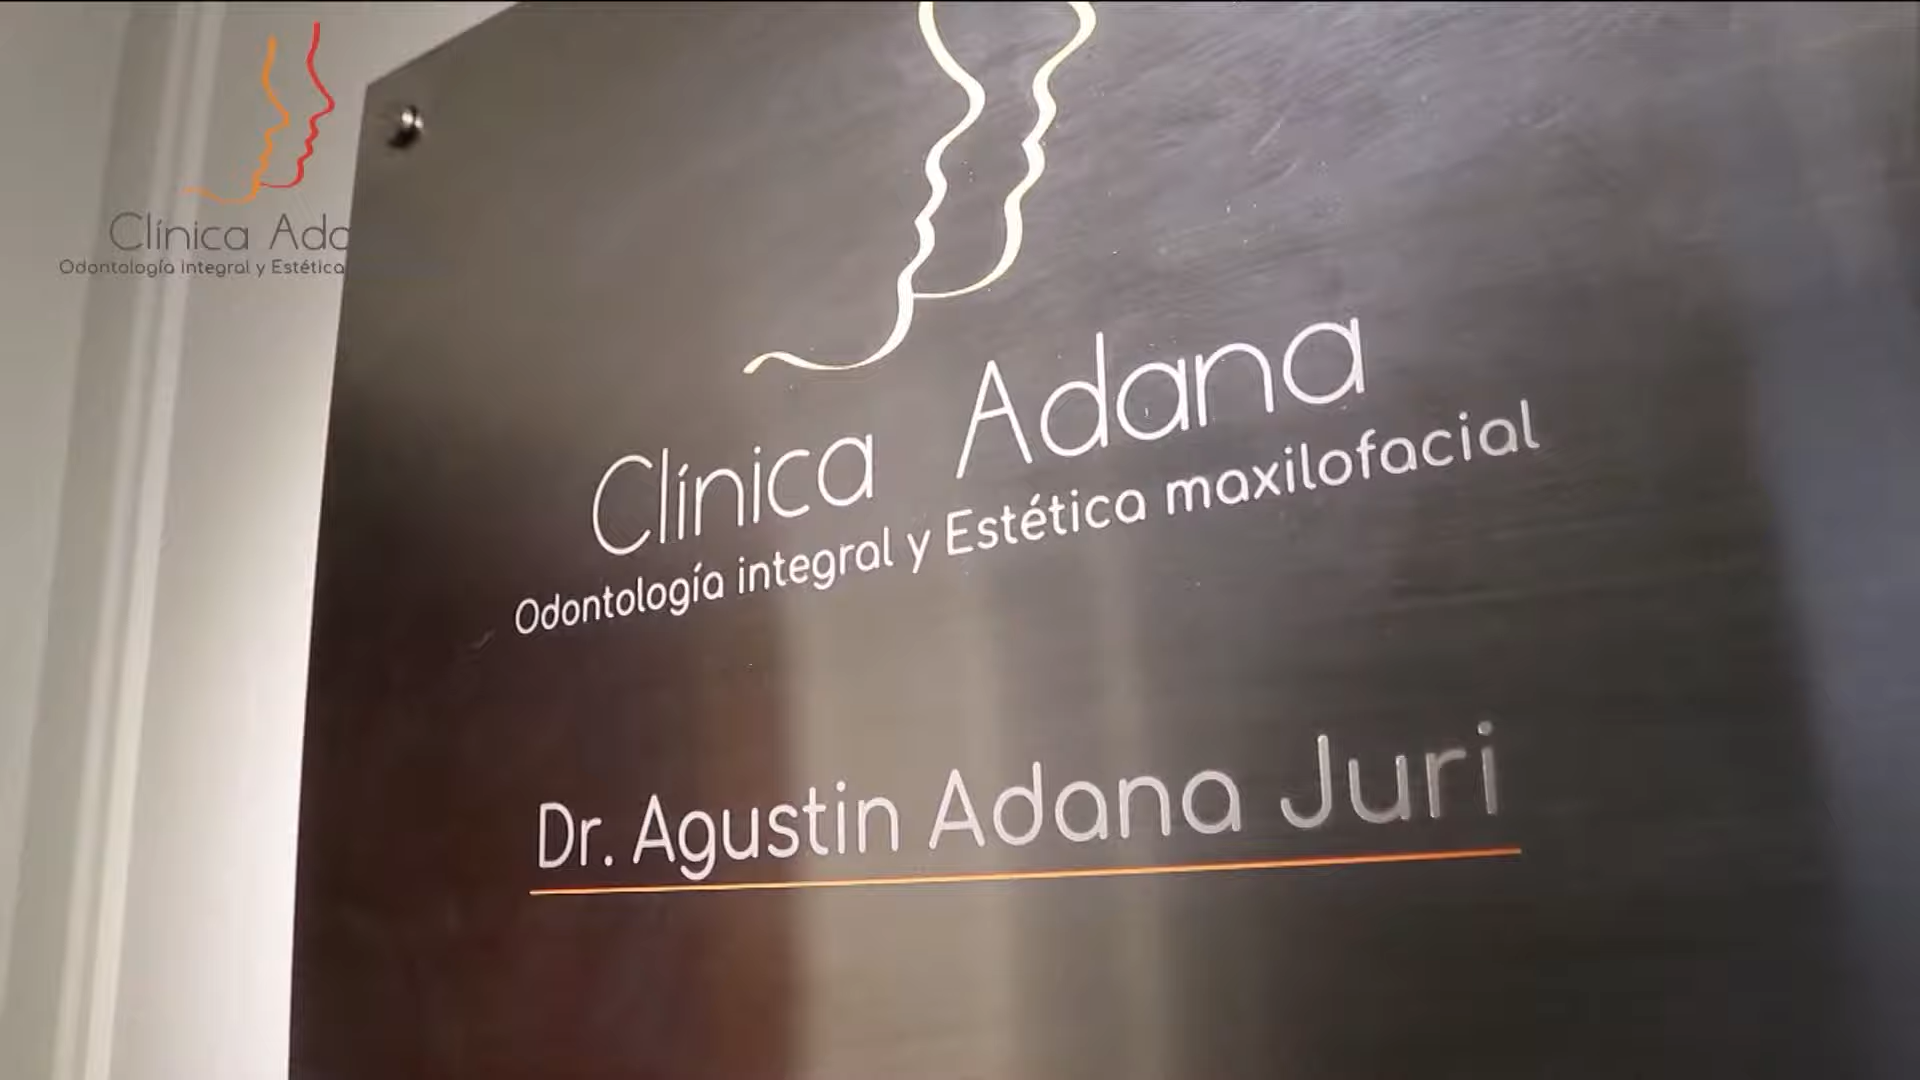 Clínica Ada
Odontología integral y Estética
Clínica Adana
Odontología integral y Estética maxilofacial
Dr. Agustin Adana Juri